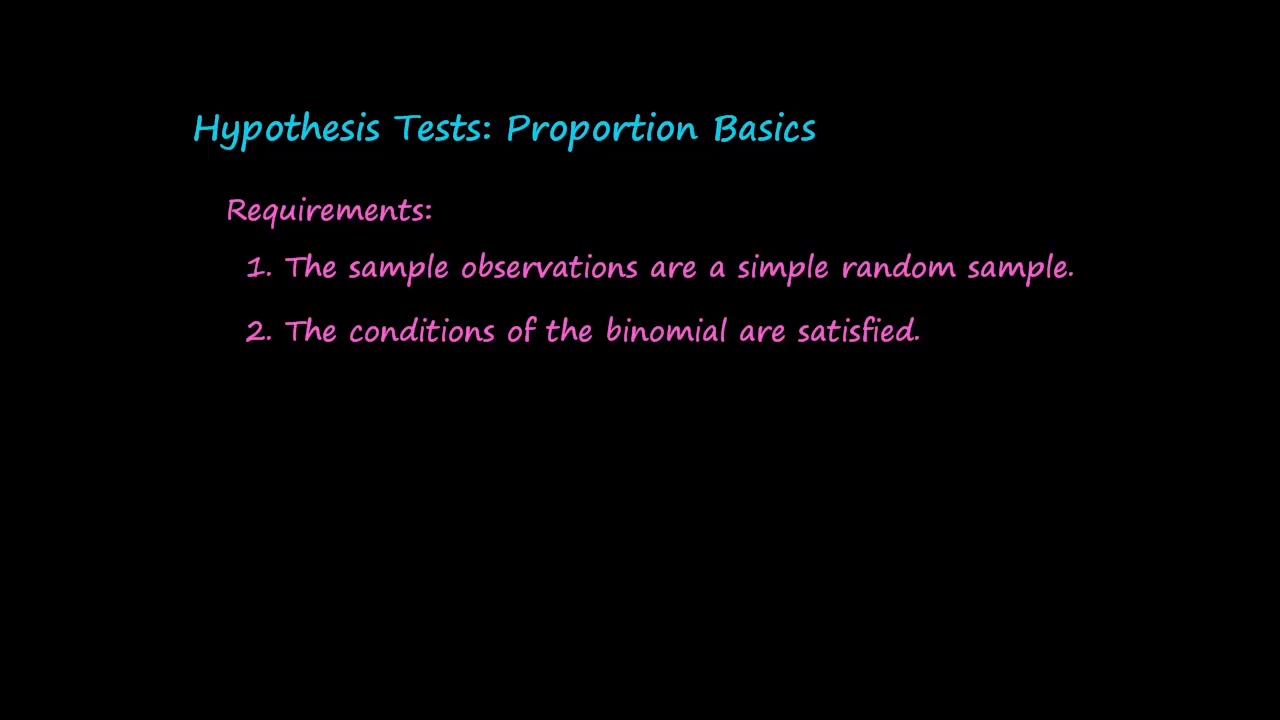 Hypothesis Tests: Proportion Basics
Requirements:
1. The sample observations are a simple random sample.
2. The conditions of the binomial are satisfied.